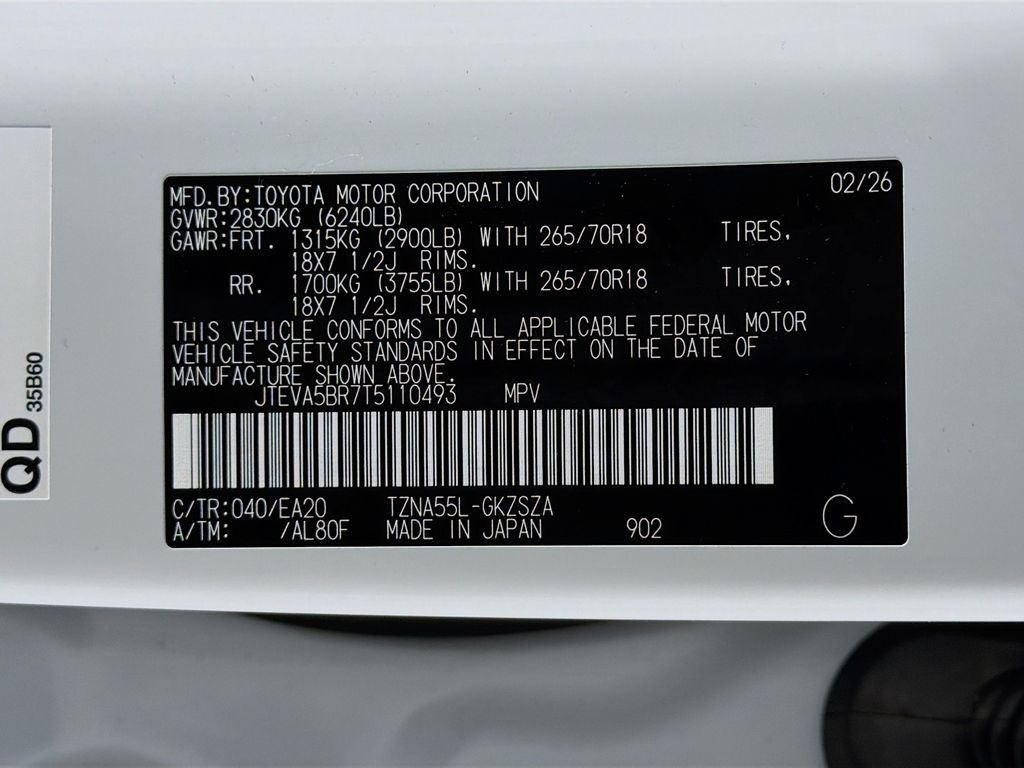 MFD.BY:TOYOTA MOTOR CORPORATION 02/26
GVWR:2830KG (6240LB)
GAWR:FRT. 1315KG (2900LB) WITH 265/70R18 TIRES,
18X7 1/2J RIMS.
RR. 1700KG (3755LB) WITH 265/70R18 TIRES,
18X7 1/2J RIMS.
THIS VEHICLE CONFORMS TO ALL APPLICABLE FEDERAL MOTOR
VEHICLE SAFETY STANDARDS IN EFFECT ON THE DATE OF
MANUFACTURE SHOWN ABOVE.
JTEVA5BR7T5110493 MPV
C/TR:040/EA20 TZNA55L-GKZSZA
A/TM: /AL80F MADE IN JAPAN 902 G
QD 35B60